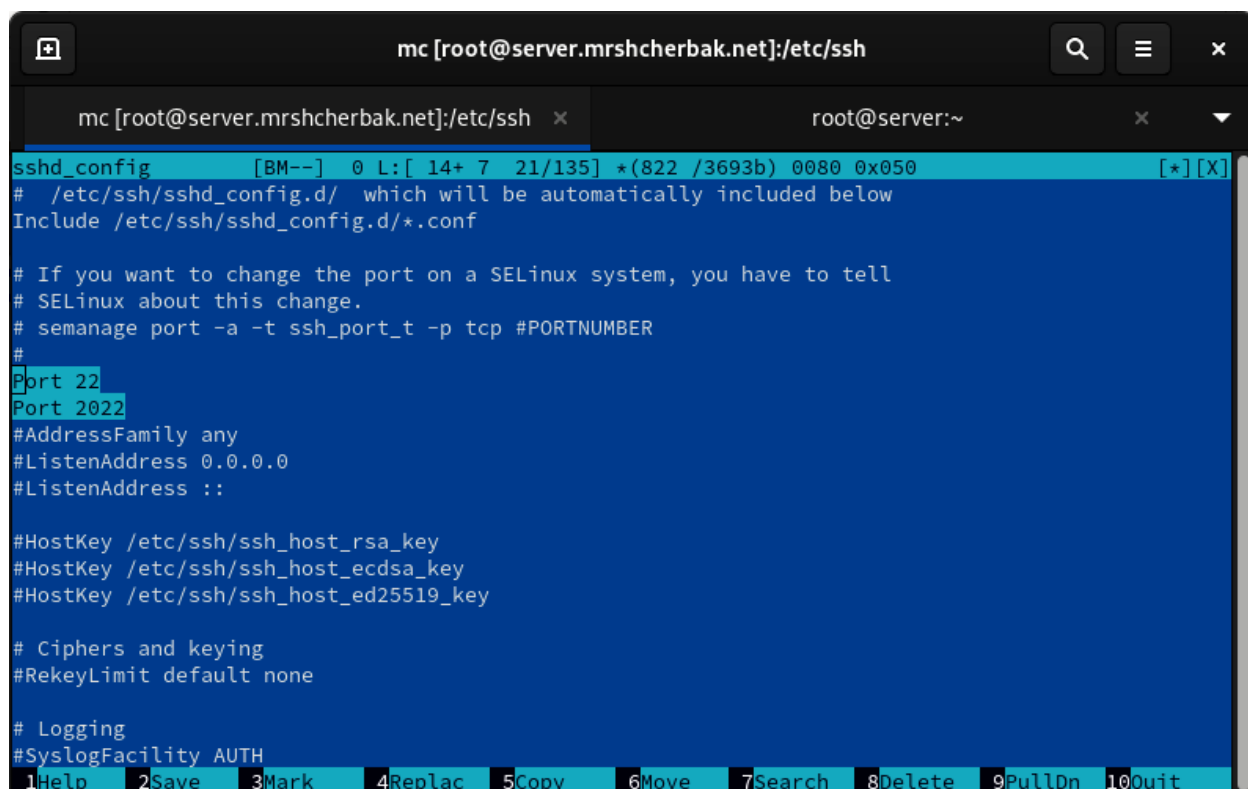 mc [root@server.mrshcherbak.net]:/etc/ssh
mc [root@server.mrshcherbak.net]:/etc/ssh × root@server:~ ×
sshd_config [BM--] 0 L:[ 14+ 7 21/135] *(822 /3693b) 0080 0x050 [*][X]
# /etc/ssh/sshd_config.d/ which will be automatically included below
Include /etc/ssh/sshd_config.d/*.conf
# If you want to change the port on a SELinux system, you have to tell
# SELinux about this change.
# semanage port -a -t ssh_port_t -p tcp #PORTNUMBER
#
Port 22
Port 2022
#AddressFamily any
#ListenAddress 0.0.0.0
#ListenAddress ::
#HostKey /etc/ssh/ssh_host_rsa_key
#HostKey /etc/ssh/ssh_host_ecdsa_key
#HostKey /etc/ssh/ssh_host_ed25519_key
# Ciphers and keying
#RekeyLimit default none
# Logging
#SyslogFacility AUTH
1Help 2Save 3Mark 4Replac 5Copy 6Move 7Search 8Delete 9PullDn 10Quit